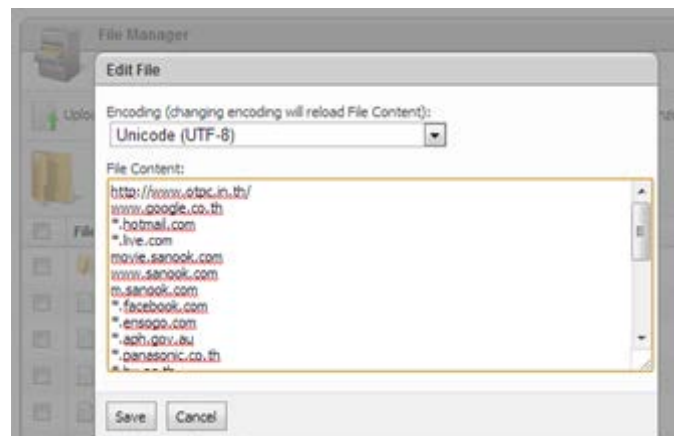 File Manager
Edit File
Encoding (changing encoding will reload File Content):
Unicode (UTF-8)
File Content:
http://www.otpc.in.th/
www.google.co.th
*.hotmail.com
*.live.com
movie.sanook.com
www.sanook.com
m.sanook.com
*.facebook.com
*.ensogo.com
*.aph.gov.au
*.panasonic.co.th
Save
Cancel